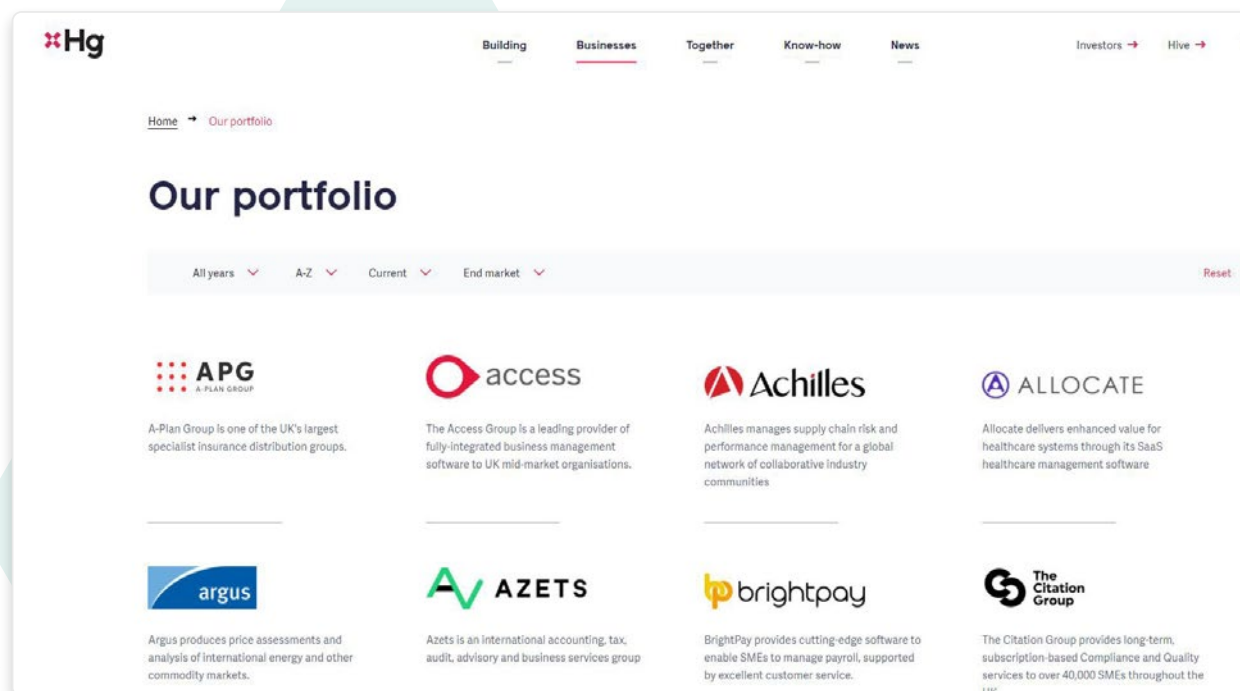 Hg
Building Businesses Together Know-how News Investors Hive
Home Our portfolio
Our portfolio
All years A-Z Current End market Reset
APG
A-PLAN GROUP
A-Plan Group is one of the UK's largest
specialist insurance distribution groups.
access
The Access Group is a leading provider of
fully-integrated business management
software to UK mid-market organisations.
Achilles
Achilles manages supply chain risk and
performance management for a global
network of collaborative industry
communities
ALLOCATE
Allocate delivers enhanced value for
healthcare systems through its SaaS
healthcare management software
argus
Argus produces price assessments and
analysis of international energy and other
commodity markets.
AZETS
Azets is an international accounting, tax,
audit, advisory and business services group
bp brightpay
BrightPay provides cutting-edge software to
enable SMEs to manage payroll, supported
by excellent customer service.
The
Citation
Group
The Citation Group provides long-term,
subscription-based Compliance and Quality
services to over 40,000 SMEs throughout the